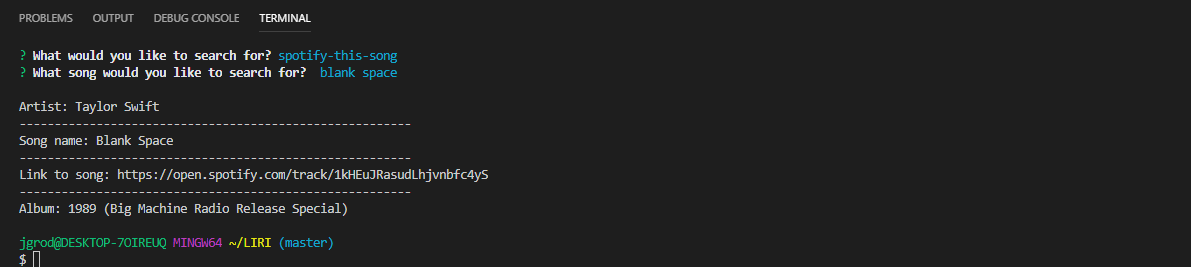 PROBLEMS OUTPUT DEBUG CONSOLE TERMINAL
? What would you like to search for? spotify-this-song
? What song would you like to search for?  blank space
Artist: Taylor Swift
--------------------------------------------------------
Song name: Blank Space
--------------------------------------------------------
Link to song: https://open.spotify.com/track/1kHEuJRasudLhjvnbfc4yS
--------------------------------------------------------
Album: 1989 (Big Machine Radio Release Special)
jgrod@DESKTOP-7OIREUQ MINGW64 ~/LIRI (master)
$